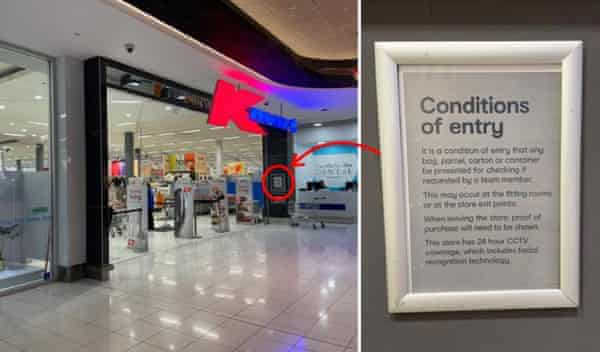 K
Conditions
of entry
It is a condition of entry that any
bag, parcel, carton or container
be presented for checking if
requested by a team member.
This may occur at the fitting rooms
or at the store exit points.
When leaving the store, proof of
purchase will need to be shown.
This store has 24 hour CCTV
coverage, which includes facial
recognition technology.